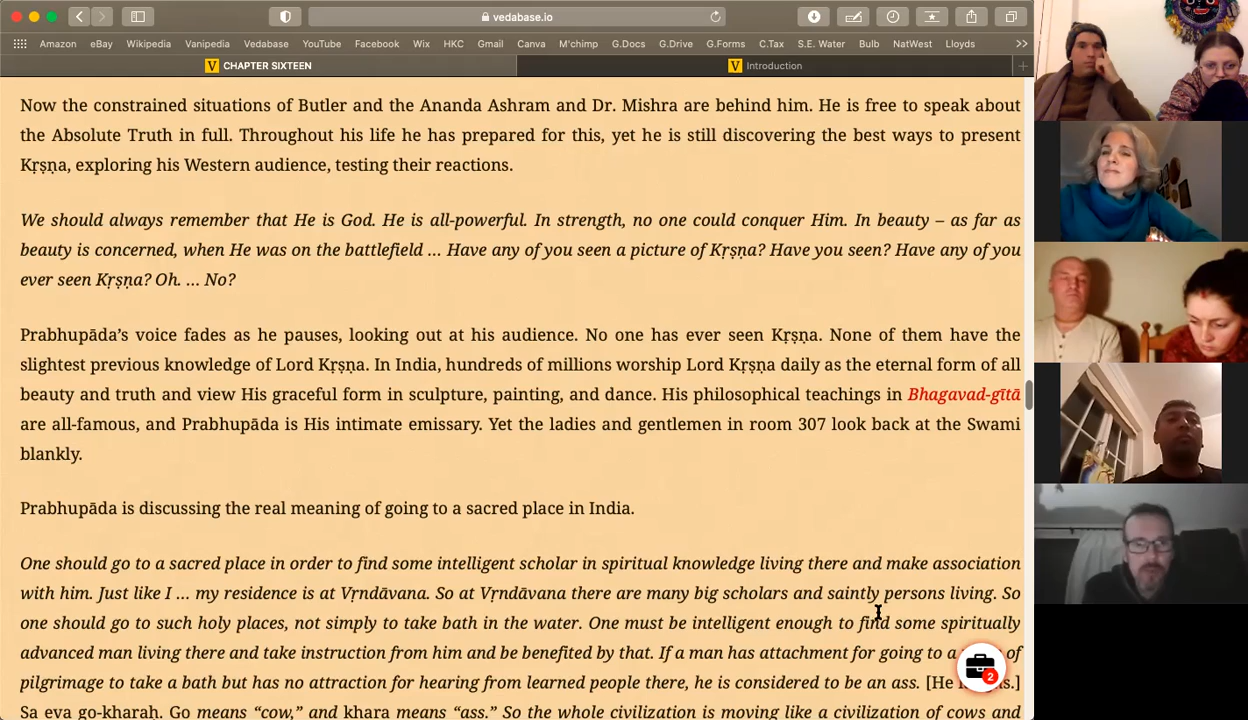 vedabase.io
Amazon eBay Wikipedia Vanipedia Vedabase YouTube Facebook Wix HKC Gmail Canva M'chimp G.Docs G.Drive G.Forms C.Tax S.E. Water Bulb NatWest Lloyds >>
V CHAPTER SIXTEEN V Introduction +
Now the constrained situations of Butler and the Ananda Ashram and Dr. Mishra are behind him. He is free to speak about
the Absolute Truth in full. Throughout his life he has prepared for this, yet he is still discovering the best ways to present
Kṛṣṇa, exploring his Western audience, testing their reactions.
We should always remember that He is God. He is all-powerful. In strength, no one could conquer Him. In beauty – as far as
beauty is concerned, when He was on the battlefield … Have any of you seen a picture of Kṛṣṇa? Have you seen? Have any of you
ever seen Kṛṣṇa? Oh. … No?
Prabhupāda’s voice fades as he pauses, looking out at his audience. No one has ever seen Kṛṣṇa. None of them have the
slightest previous knowledge of Lord Kṛṣṇa. In India, hundreds of millions worship Lord Kṛṣṇa daily as the eternal form of all
beauty and truth and view His graceful form in sculpture, painting, and dance. His philosophical teachings in Bhagavad-gītā
are all-famous, and Prabhupāda is His intimate emissary. Yet the ladies and gentlemen in room 307 look back at the Swami
blankly.
Prabhupāda is discussing the real meaning of going to a sacred place in India.
One should go to a sacred place in order to find some intelligent scholar in spiritual knowledge living there and make association
with him. Just like I … my residence is at Vṛndāvana. So at Vṛndāvana there are many big scholars and saintly persons living. So
one should go to such holy places, not simply to take bath in the water. One must be intelligent enough to find some spiritually
advanced man living there and take instruction from him and be benefited by that. If a man has attachment for going to a of
pilgrimage to take a bath but has no attraction for hearing from learned people there, he is considered to be an ass. [He
Sa eva go-kharaḥ. Go means “cow,” and khara means “ass.” So the whole civilization is moving like a civilization of cows and
2